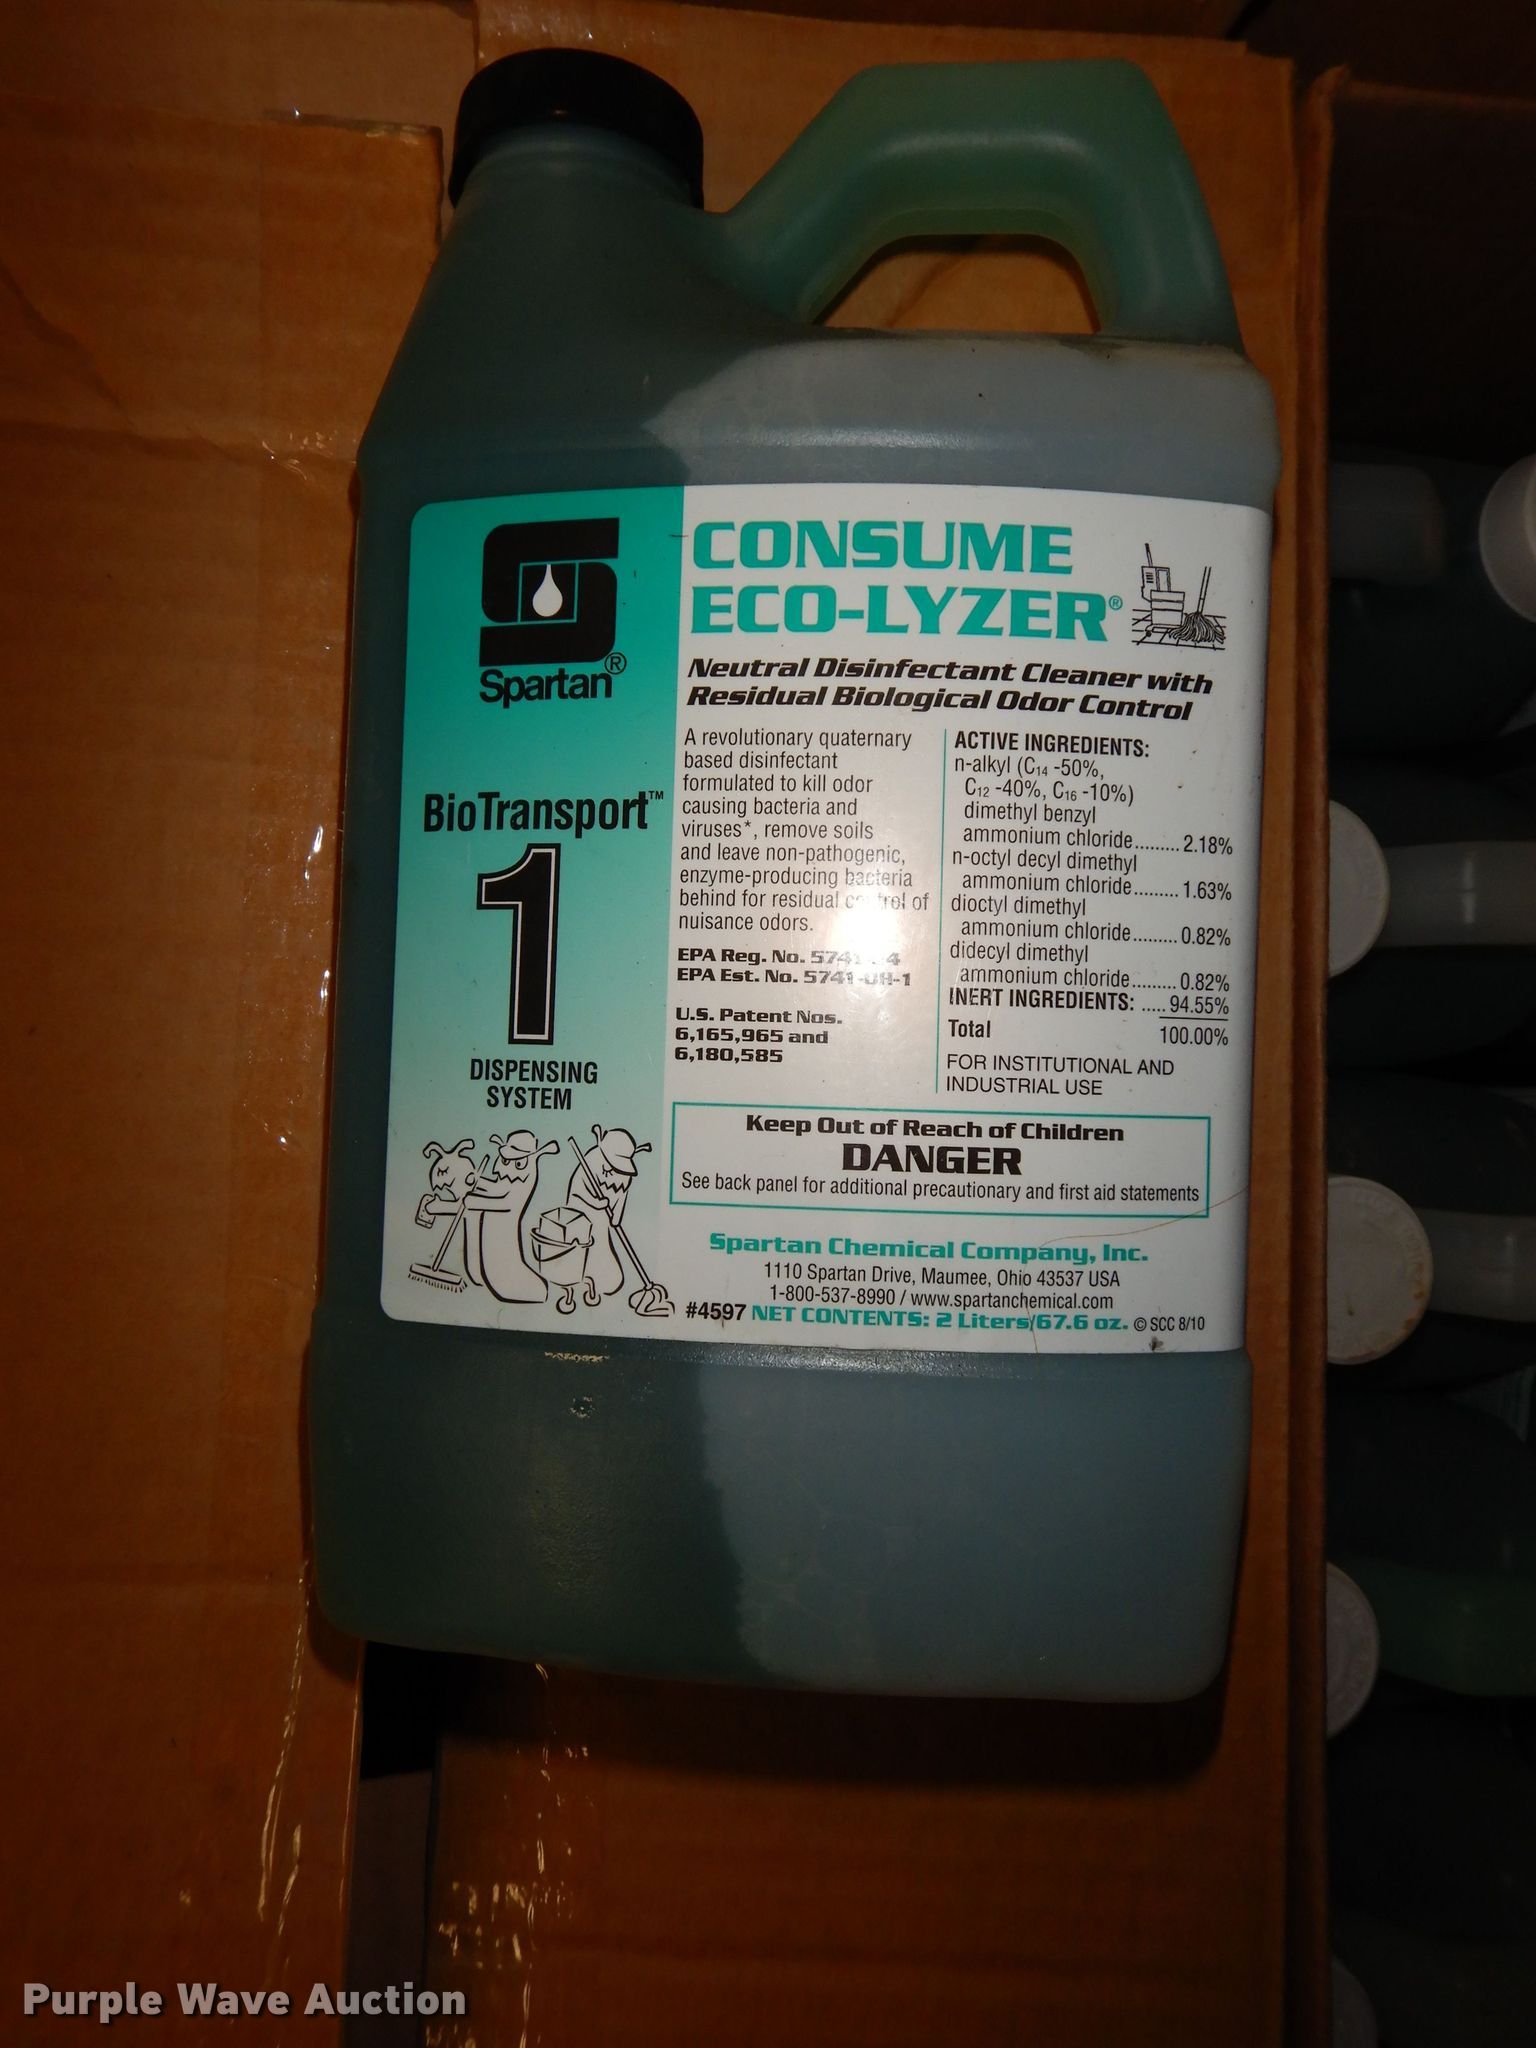 Spartan®
BioTransport™
1
DISPENSING
SYSTEM
CONSUME
ECO-LYZER®
Neutral Disinfectant Cleaner with
Residual Biological Odor Control
A revolutionary quaternary
based disinfectant
formulated to kill odor
causing bacteria and
viruses*, remove soils
and leave non-pathogenic,
enzyme-producing bacteria
behind for residual control of
nuisance odors.
EPA Reg. No.
EPA Est. No. 5741-OH-1
U.S. Patent Nos.
6,165,965 and
6,180,585
ACTIVE INGREDIENTS:
n-alkyl (C14 -50%,
C12 -40%, C16 -10%)
dimethyl benzyl
ammonium chloride......... 2.18%
n-octyl decyl dimethyl
ammonium chloride......... 1.63%
dioctyl dimethyl
ammonium chloride......... 0.82%
didecyl dimethyl
ammonium chloride......... 0.82%
INERT INGREDIENTS: ..... 94.55%
Total 100.00%
FOR INSTITUTIONAL AND
INDUSTRIAL USE
Keep Out of Reach of Children
DANGER
See back panel for additional precautionary and first aid statements
Spartan Chemical Company, Inc.
1110 Spartan Drive, Maumee, Ohio 43537 USA
1-800-537-8990 / www.spartanchemical.com
#4597 NET CONTENTS: 2 Liters/67.6 oz. © SCC 8/10
Purple Wave Auction